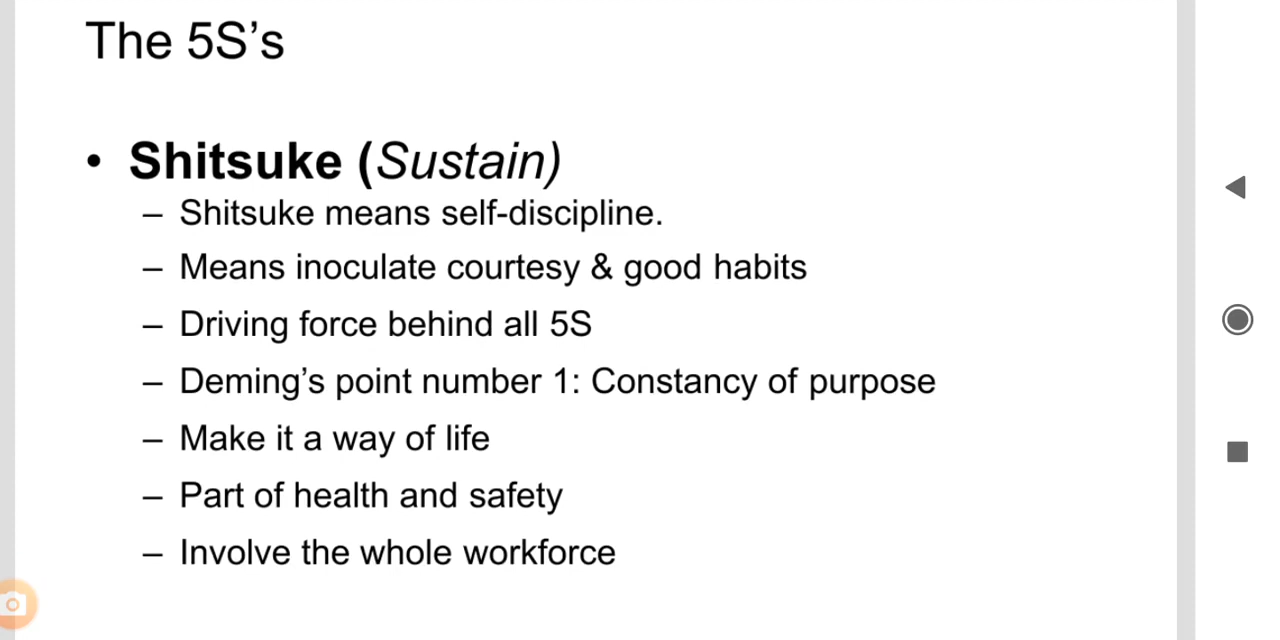 The 5S’s
• Shitsuke (Sustain)
– Shitsuke means self-discipline.
– Means inoculate courtesy & good habits
– Driving force behind all 5S
– Deming’s point number 1: Constancy of purpose
– Make it a way of life
– Part of health and safety
– Involve the whole workforce